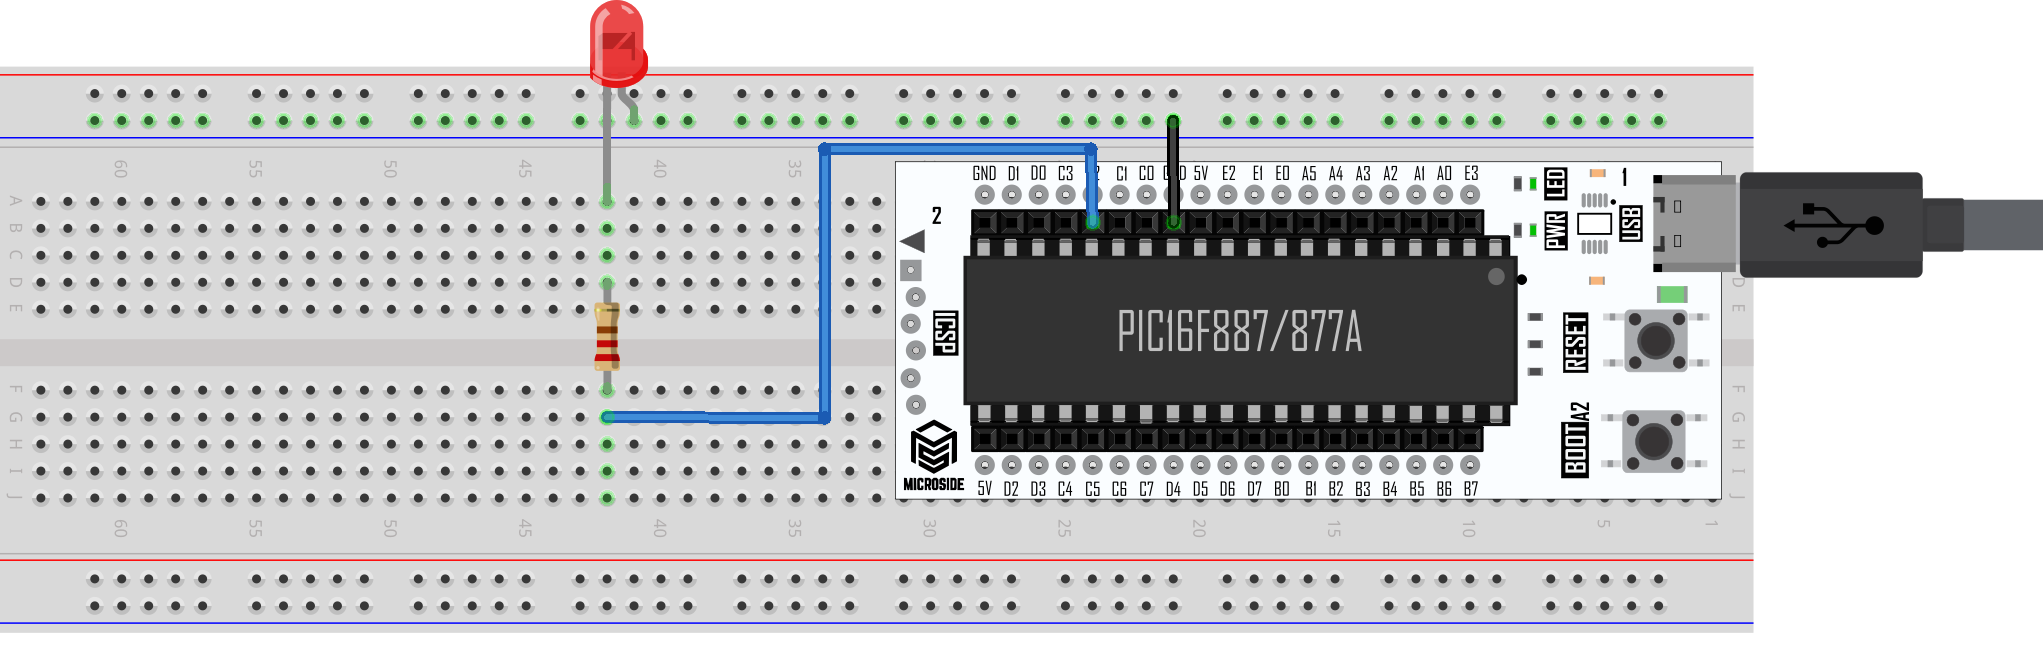 60 55 50 45 40 35 30
A
B
C
D
E
GND D1 D0 C3 C1 C0 5V E2 E1 E0 A5 A4 A3 A2 A1 A0 E3
2
LED
1
PWR
USB
D
E
ICSP
PIC16F887/877A
RESET
F
G
H
I
J
F
G
H
I
J
BOOT A2
MICROSIDE
5V D2 D3 C4 C5 C6 C7 D4 D5 D6 D7 B0 B1 B2 B3 B4 B5 B6 B7
60 55 50 45 40 35 30 25 20 15 10 5 1